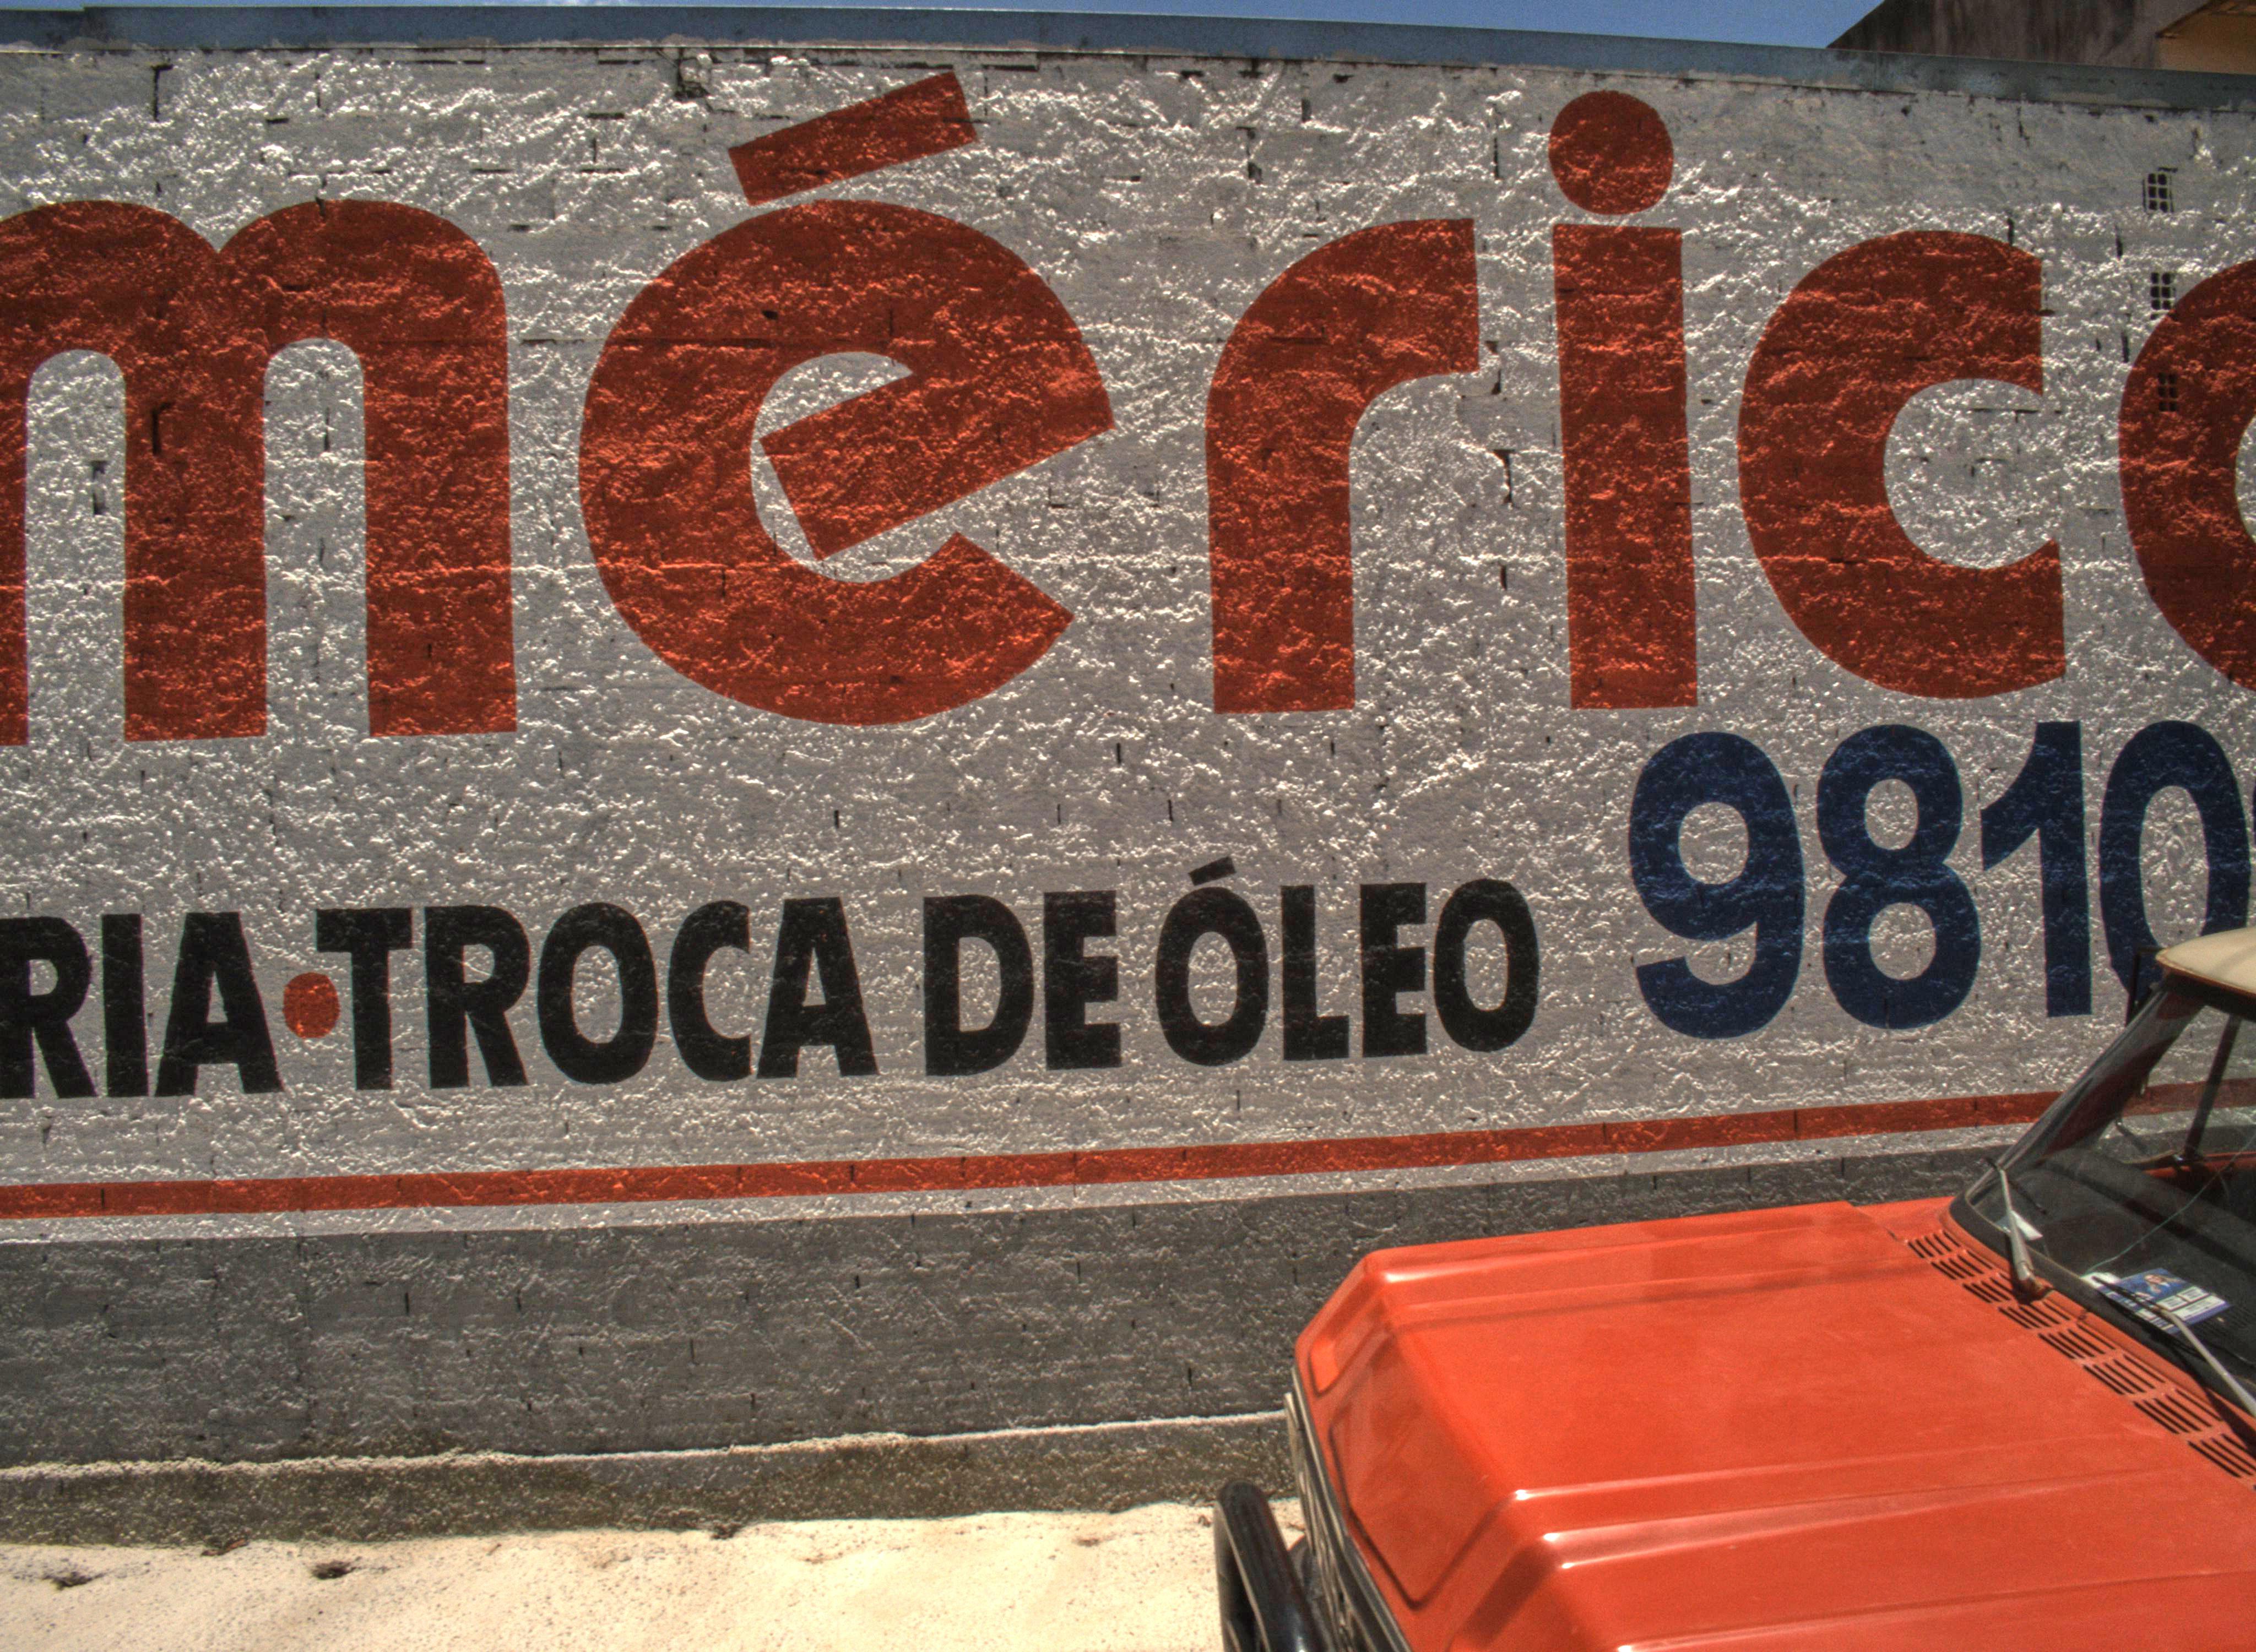 méric
9810
RIA•TROCA DE ÓLEO